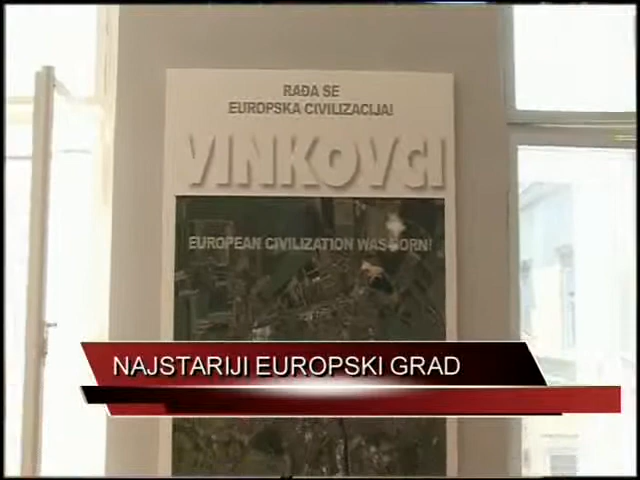 RAĐA SE
EUROPSKA CIVILIZACIJA!
VINKOVCI
EUROPEAN CIVILIZATION WAS BORN!
NAJSTARIJI EUROPSKI GRAD